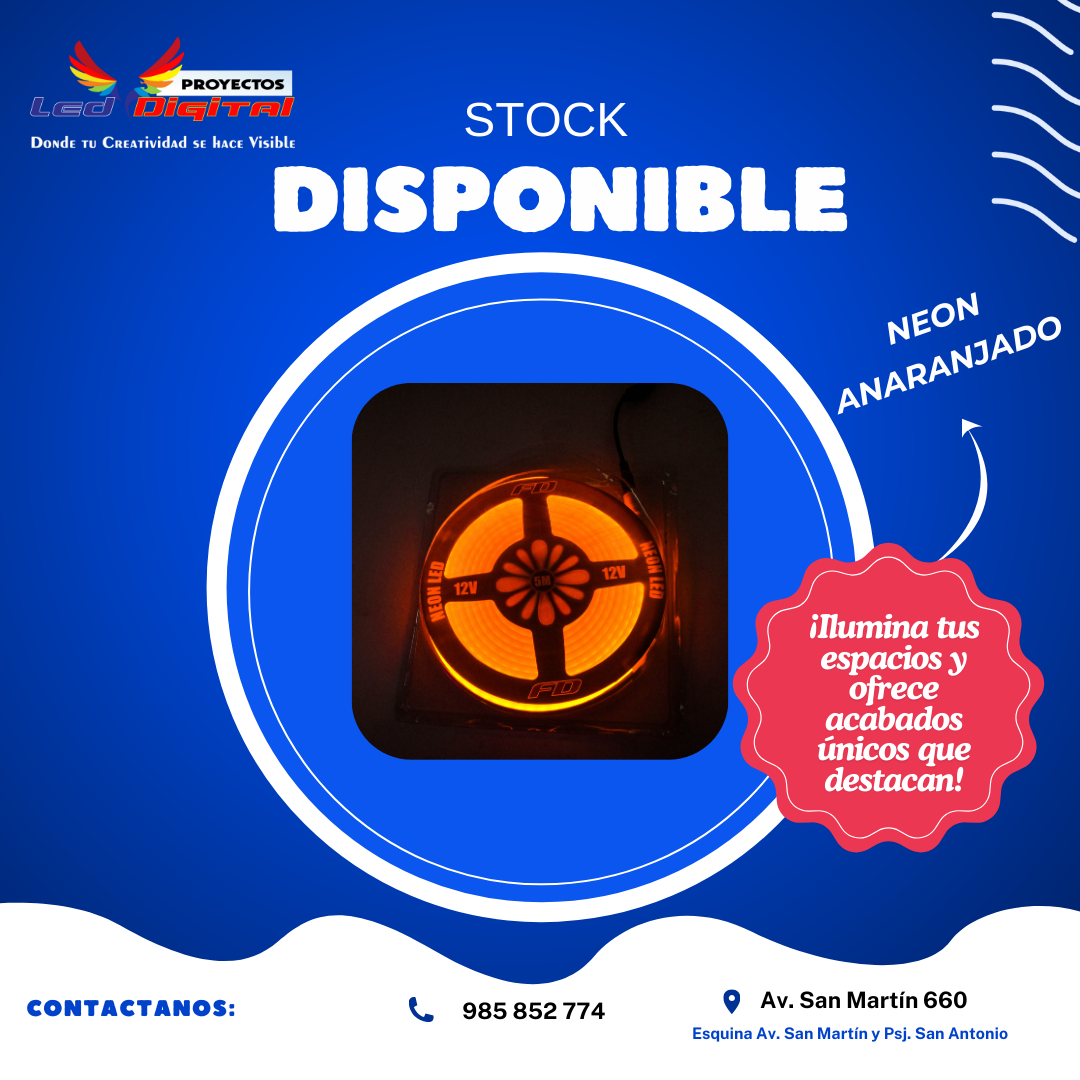 PROYECTOS
Led Digital
Donde tu Creatividad se hace Visible
STOCK
DISPONIBLE
NEON
ANARANJADO
FD
NEON LED
12V
5M
12V
NEON LED
FD
¡Ilumina tus
espacios y
ofrece
acabados
únicos que
destacan!
CONTACTANOS:
985 852 774
Av. San Martín 660
Esquina Av. San Martín y Psj. San Antonio